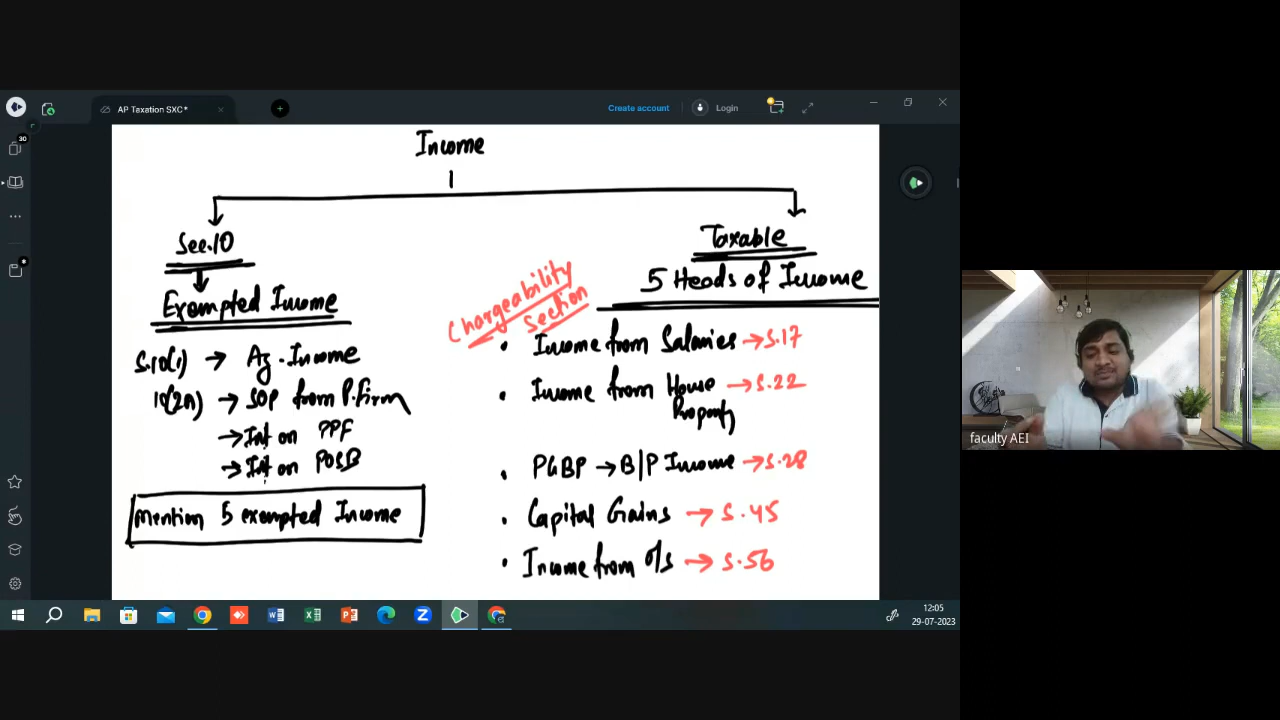 AP Taxation SXC*
Create account
Login
30
Income
Sec.10
Exempted Income
S.10(1) → Ag. Income
10(2A) → SOP from P. Firm
→ Int on PPF
→ Int on POSB
Mention 5 exempted Income
Taxable
5 Heads of Income
Chargeability
Section
• Income from Salaries → S.17
• Income from House → S.22
Property
• PGBP → B/P Income → S.28
• Capital Gains → S.45
• Income from O/S → S.56
faculty AEI
12:05
29-07-2023